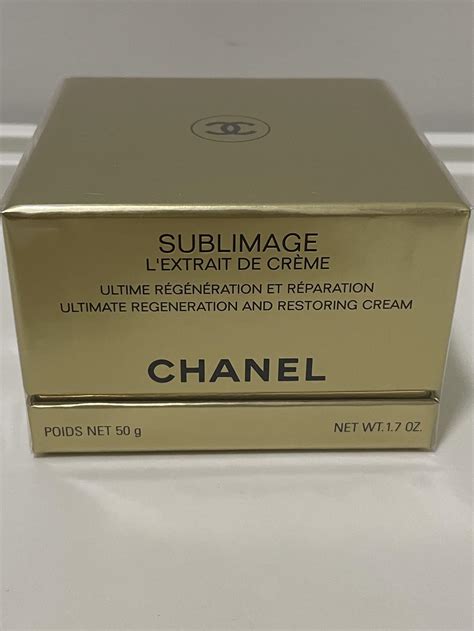 SUBLIMAGE
L'EXTRAIT DE CRÈME
ULTIME RÉGÉNÉRATION ET RÉPARATION
ULTIMATE REGENERATION AND RESTORING CREAM
CHANEL
POIDS NET 50 g NET WT.1.7 OZ.